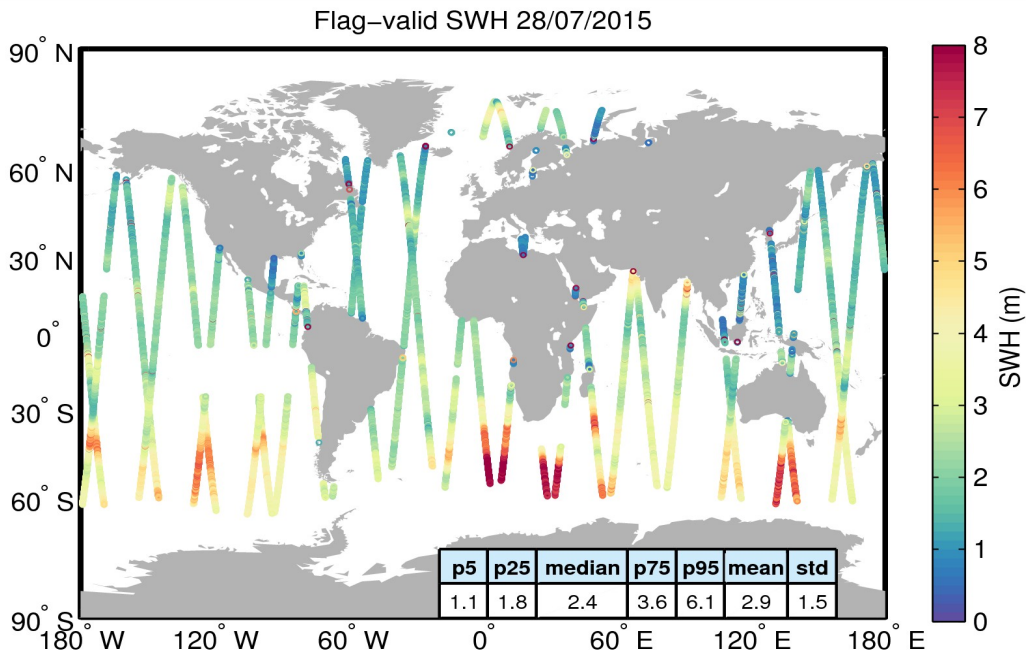 Flag−valid SWH 28/07/2015
90° N
60° N
30° N
0°
30° S
60° S
90° S
180° W
120° W
60° W
0°
60° E
120° E
180° E
p5 p25 median p75 p95 mean std
1.1 1.8 2.4 3.6 6.1 2.9 1.5
8
7
6
5
4
3
2
1
0
SWH (m)